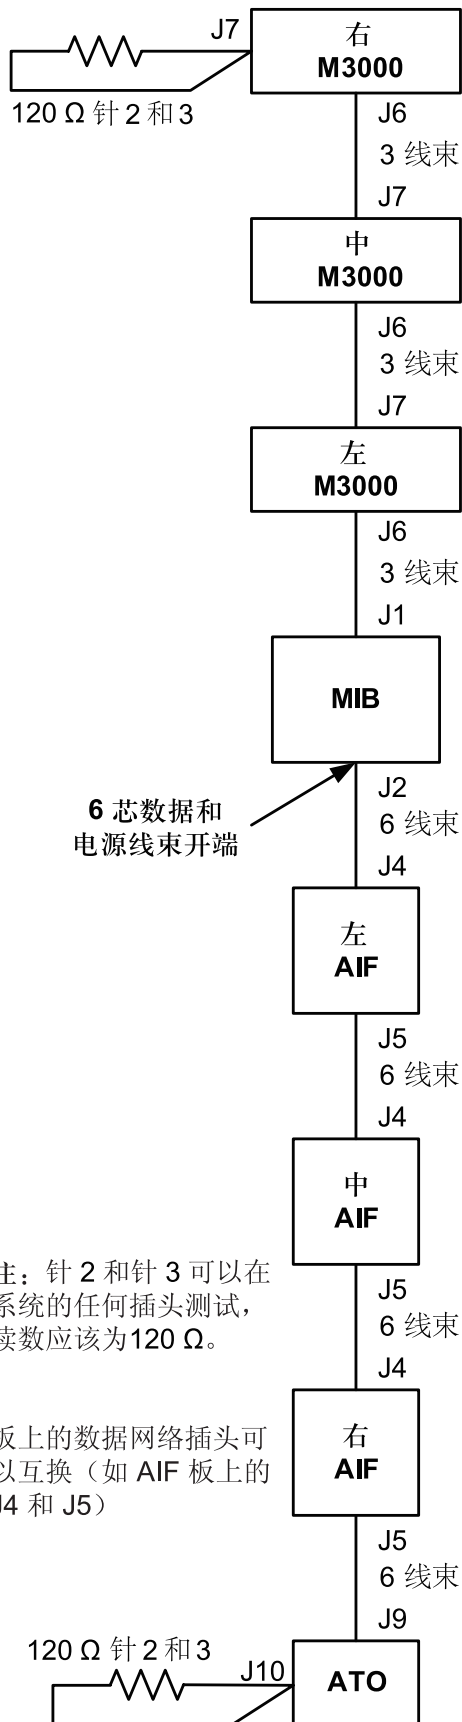 J7
右
M3000
120 Ω 针 2 和 3
J6
3 线束
J7
中
M3000
J6
3 线束
J7
左
M3000
J6
3 线束
J1
MIB
J2
6 线束
J4
6 芯数据和
电源线束开端
左
AIF
J5
6 线束
J4
中
AIF
注：针 2 和针 3 可以在
系统的任何插头测试，
读数应该为120 Ω。
J5
6 线束
J4
板上的数据网络插头可
以互换（如 AIF 板上的
J4 和 J5）
右
AIF
J5
6 线束
J9
120 Ω 针 2 和 3
J10
ATO